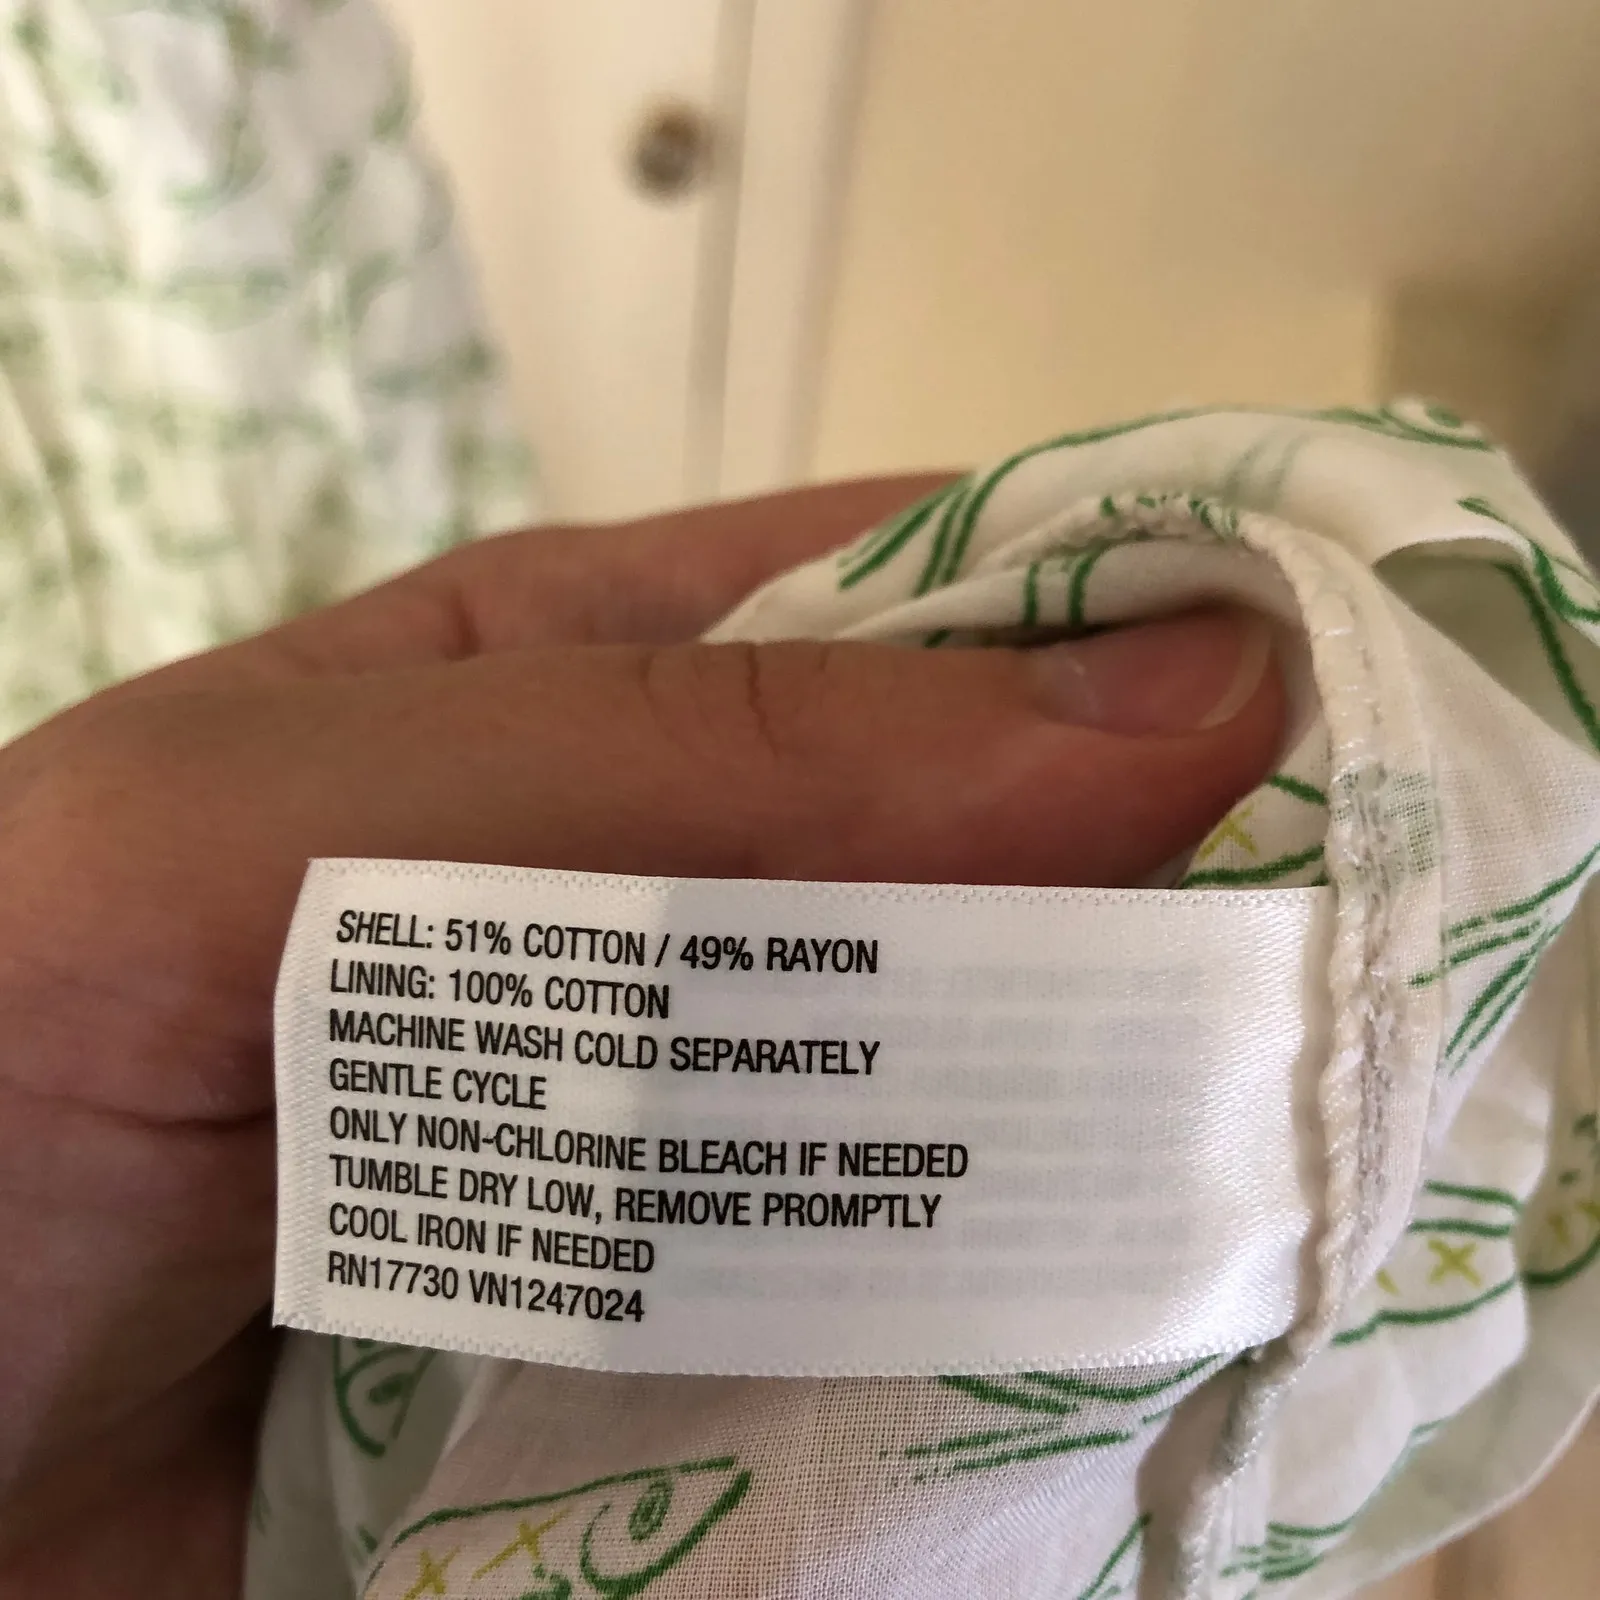 SHELL: 51% COTTON / 49% RAYON
LINING: 100% COTTON
MACHINE WASH COLD SEPARATELY
GENTLE CYCLE
ONLY NON-CHLORINE BLEACH IF NEEDED
TUMBLE DRY LOW, REMOVE PROMPTLY
COOL IRON IF NEEDED
RN17730 VN1247024